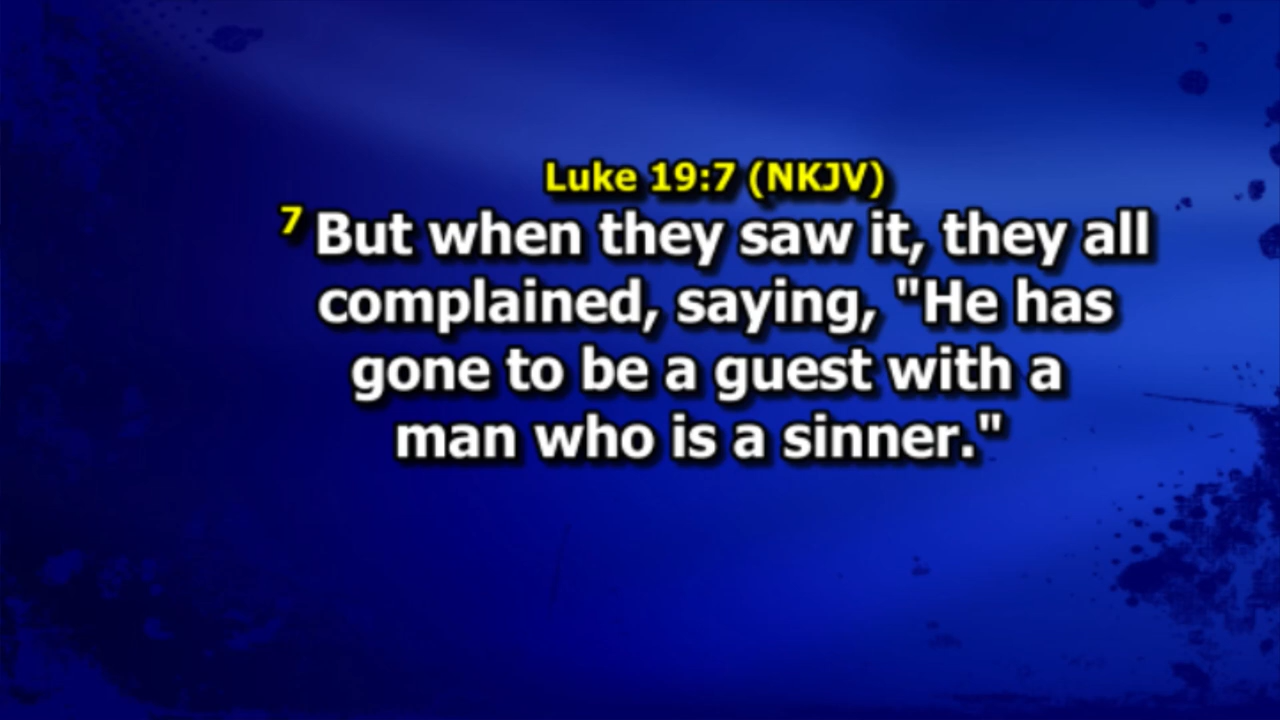 Luke 19:7 (NKJV)
7 But when they saw it, they all
complained, saying, "He has
gone to be a guest with a
man who is a sinner."